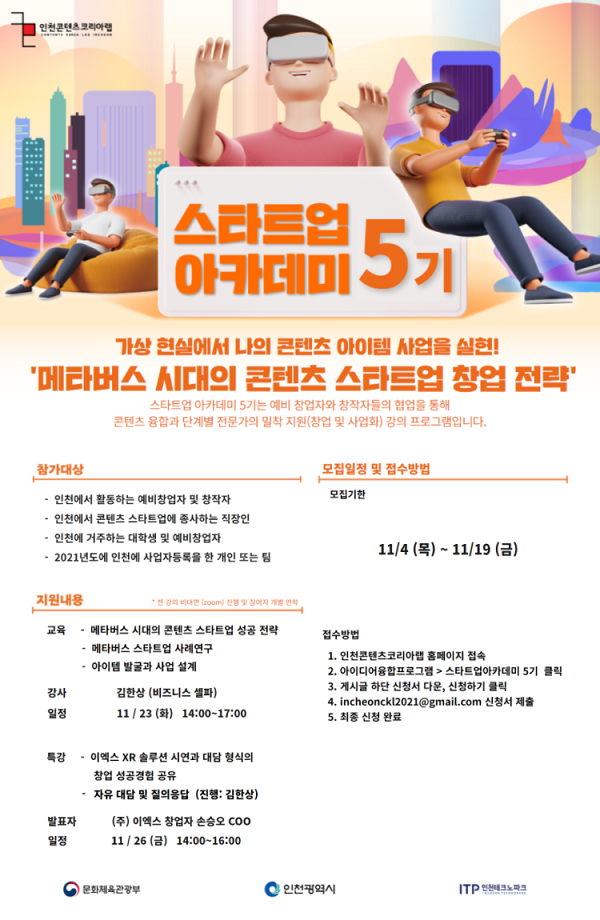 인천콘텐츠코리아랩
CONTENTS KOREA LAB INCHEON
스타트업
아카데미 5기
가상 현실에서 나의 콘텐츠 아이템 사업을 실현!
'메타버스 시대의 콘텐츠 스타트업 창업 전략'
스타트업 아카데미 5기는 예비 창업자와 창작자들의 협업을 통해
콘텐츠 융합과 단계별 전문가의 밀착 지원(창업 및 사업화) 강의 프로그램입니다.
참가대상
- 인천에서 활동하는 예비창업자 및 창작자
- 인천에서 콘텐츠 스타트업에 종사하는 직장인
- 인천에 거주하는 대학생 및 예비창업자
- 2021년도에 인천에 사업자등록을 한 개인 또는 팀
모집일정 및 접수방법
모집기한
11/4 (목) ~ 11/19 (금)
지원내용
* 전 강의 비대면 (zoom) 진행 및 참여자 개별 연락
교육 - 메타버스 시대의 콘텐츠 스타트업 성공 전략
- 메타버스 스타트업 사례연구
- 아이템 발굴과 사업 설계
강사 김한상 (비즈니스 셀파)
일정 11 / 23 (화) 14:00~17:00
특강 - 이엑스 XR 솔루션 시연과 대담 형식의
창업 성공경험 공유
- 자유 대담 및 질의응답 (진행: 김한상)
발표자 (주) 이엑스 창업자 손승오 COO
일정 11 / 26 (금) 14:00~16:00
접수방법
1. 인천콘텐츠코리아랩 홈페이지 접속
2. 아이디어융합프로그램 > 스타트업아카데미 5기 클릭
3. 게시글 하단 신청서 다운, 신청하기 클릭
4. incheonckl2021@gmail.com 신청서 제출
5. 최종 신청 완료
문화체육관광부
인천광역시
ITP 인천테크노파크